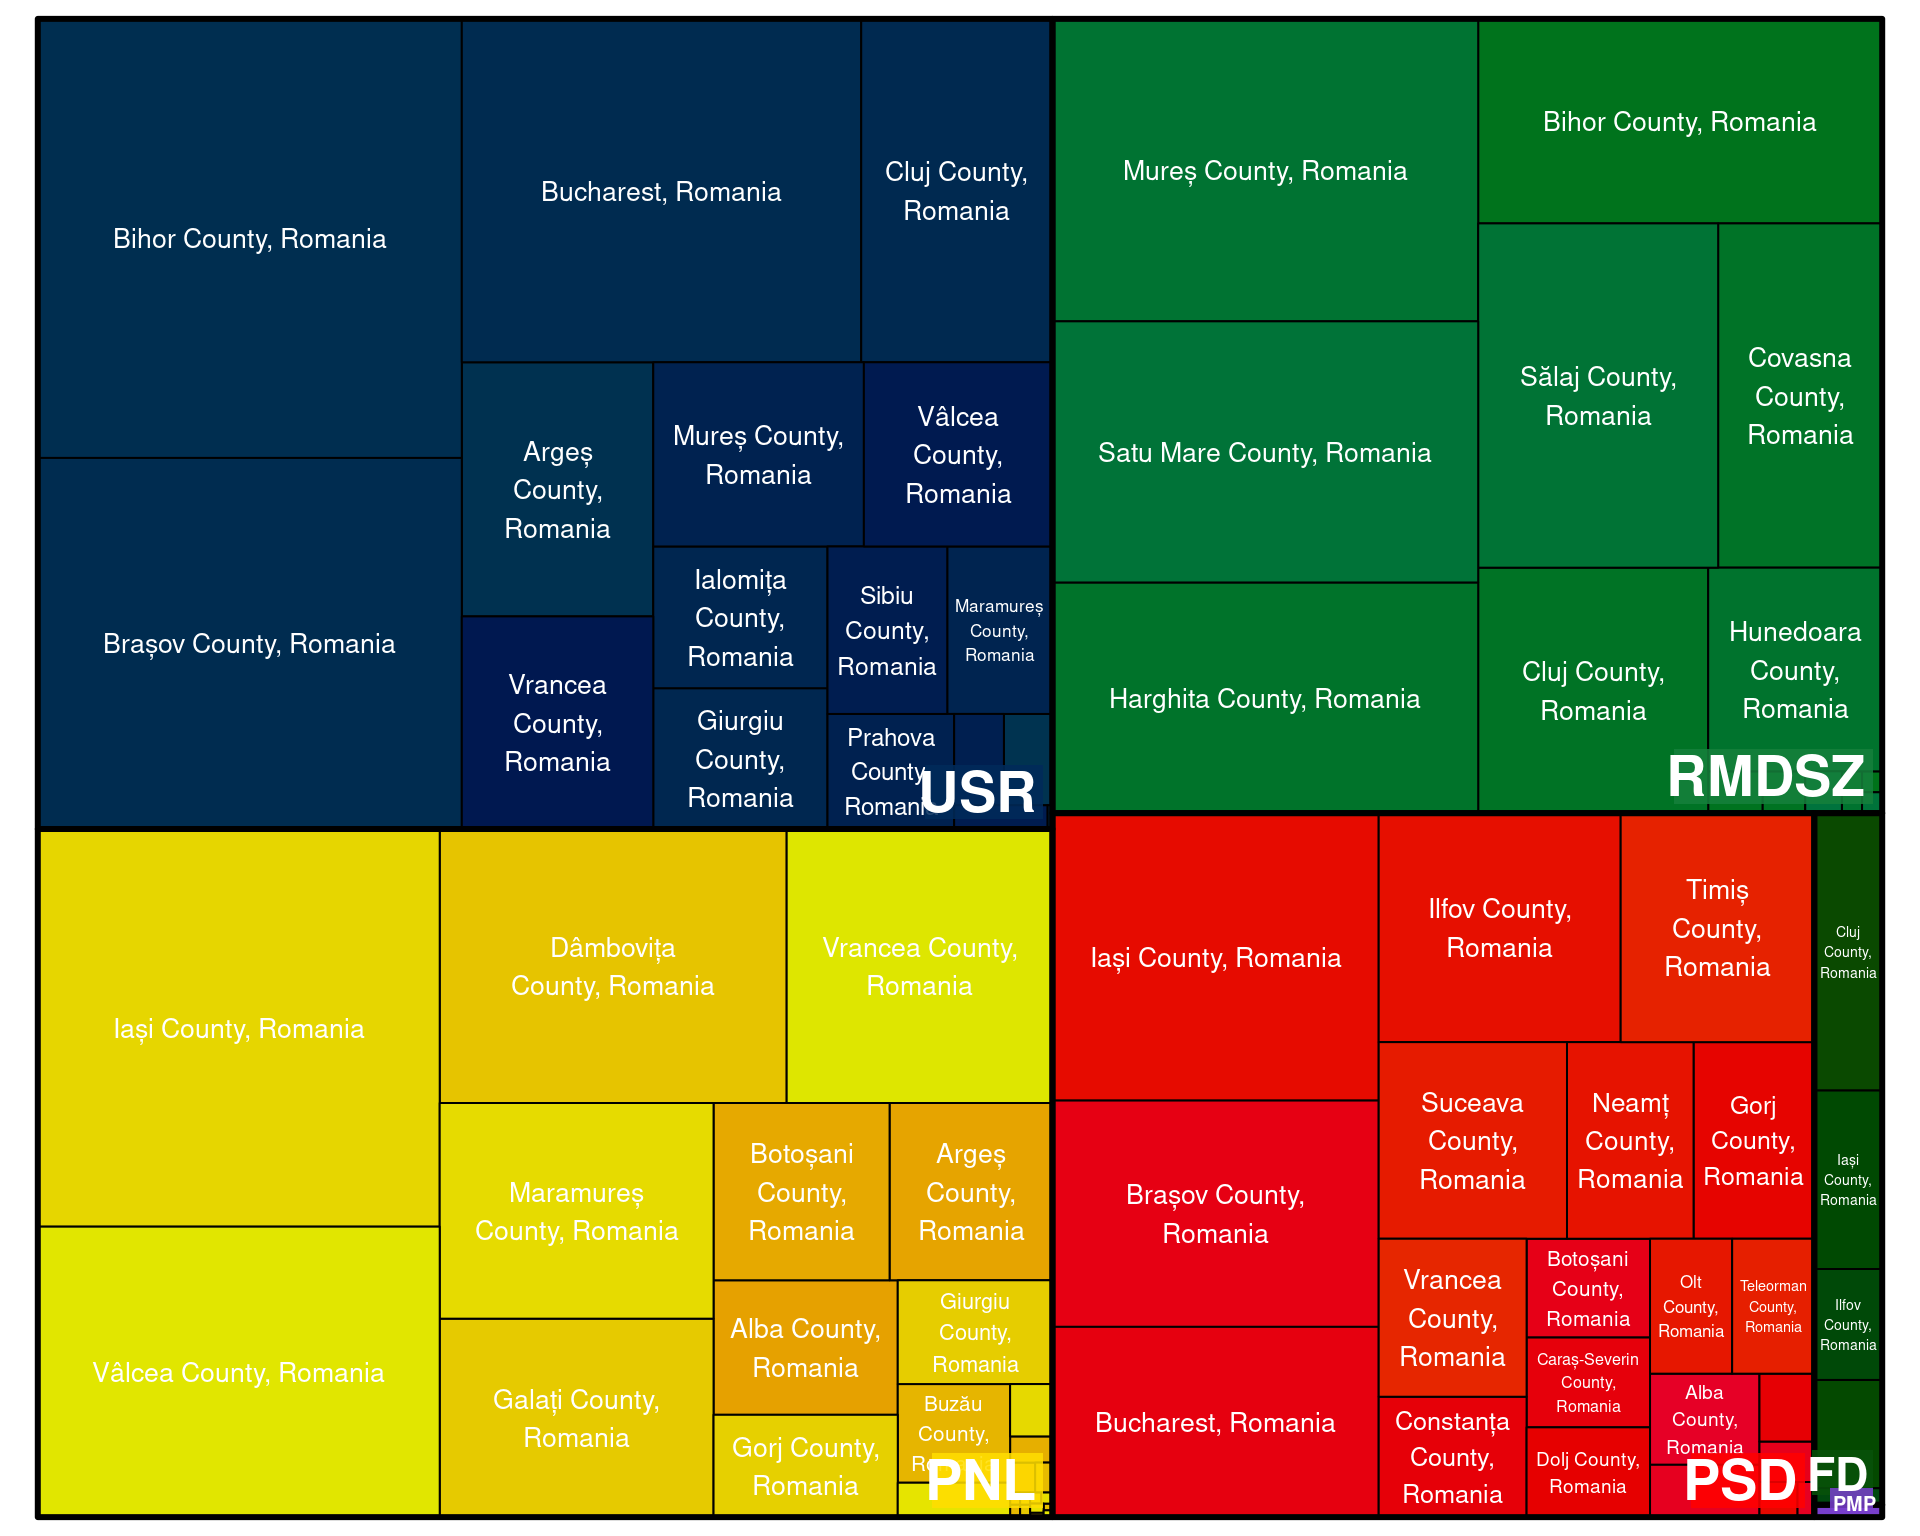 Bihor County, Romania
Brașov County, Romania
Bucharest, Romania
Cluj County,
Romania
Argeș
County,
Romania
Vrancea
County,
Romania
Mureș County,
Romania
Vâlcea
County,
Romania
Ialomița
County,
Romania
Giurgiu
County,
Romania
Sibiu
County,
Romania
Maramureș
County,
Romania
Prahova
County,
Romania
USR
Mureș County, Romania
Satu Mare County, Romania
Harghita County, Romania
Bihor County, Romania
Sălaj County,
Romania
Covasna
County,
Romania
Cluj County,
Romania
Hunedoara
County,
Romania
RMDSZ
Iași County, Romania
Vâlcea County, Romania
Dâmbovița
County, Romania
Vrancea County,
Romania
Maramureș
County, Romania
Galați County,
Romania
Botoșani
County,
Romania
Argeș
County,
Romania
Alba County,
Romania
Gorj County,
Romania
Giurgiu
County,
Romania
Buzău
County,
PNL
Iași County, Romania
Brașov County,
Romania
Bucharest, Romania
Ilfov County,
Romania
Timiș
County,
Romania
Suceava
County,
Romania
Neamț
County,
Romania
Gorj
County,
Romania
Vrancea
County,
Romania
Constanța
County,
Romania
Botoșani
County,
Romania
Caraș-Severin
County,
Romania
Dolj County,
Romania
Olt
County,
Romania
Teleorman
County,
Romania
Alba
County,
Romania
PSD
Cluj
County,
Romania
Iași
County,
Romania
Ilfov
County,
Romania
FD
PMP